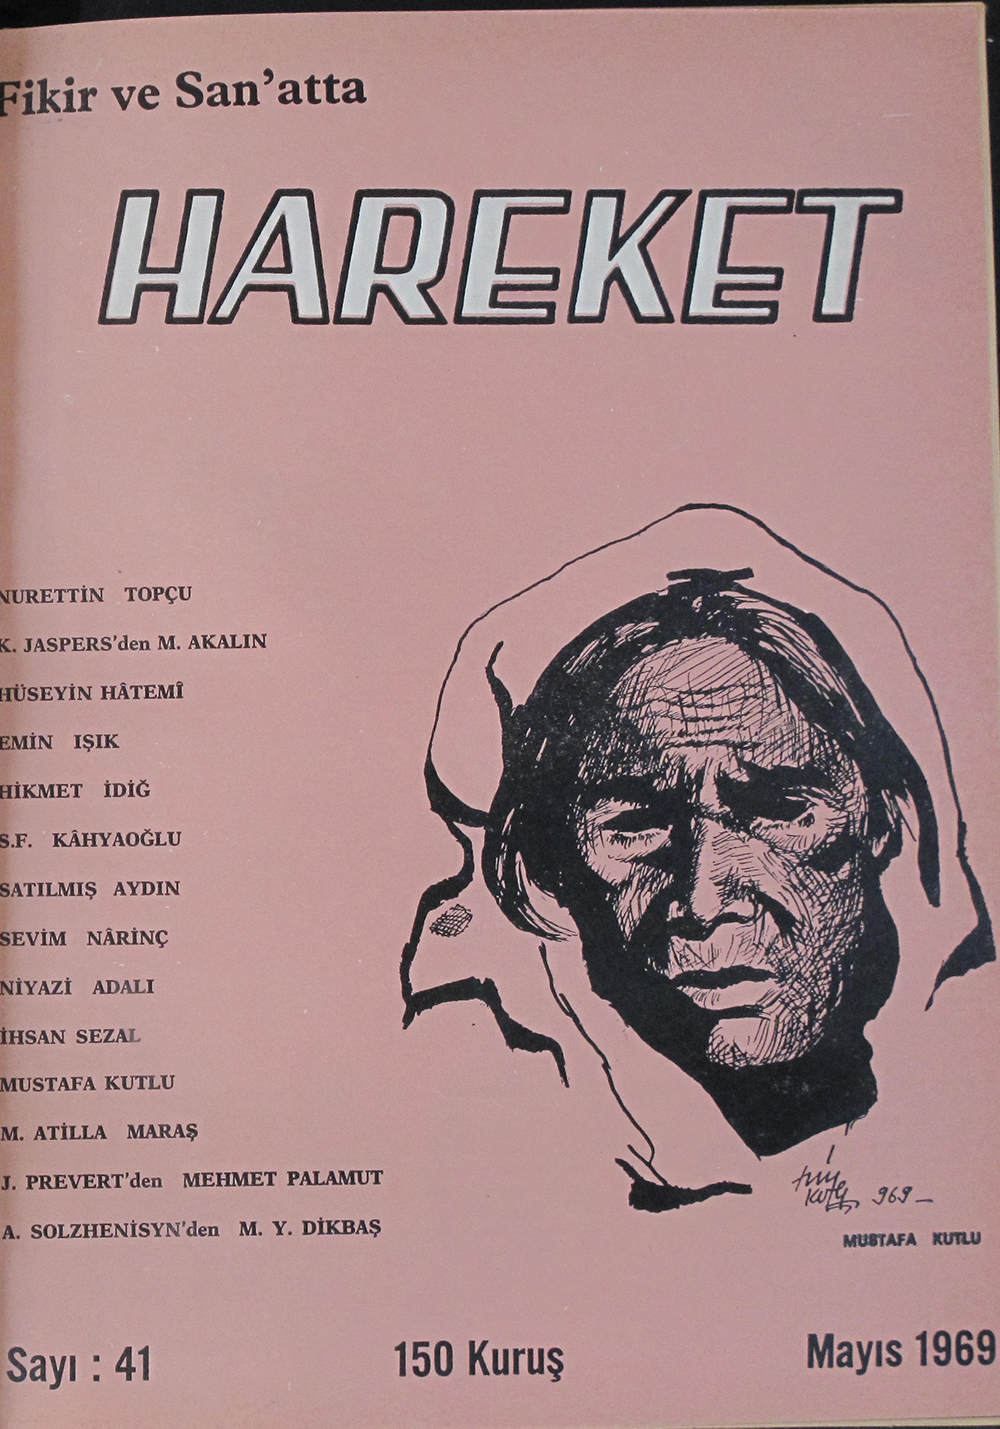 Fikir ve San'atta
HAREKET
NURETTİN TOPÇU
K. JASPERS'den M. AKALIN
HÜSEYİN HÂTEMÎ
EMİN IŞIK
HİKMET İDİĞ
S.F. KÂHYAOĞLU
SATILMIŞ AYDIN
SEVİM NÂRİNÇ
NİYAZİ ADALI
İHSAN SEZAL
MUSTAFA KUTLU
M. ATİLLA MARAŞ
J. PREVERT'den MEHMET PALAMUT
A. SOLZHENISYN'den M. Y. DİKBAŞ
969
MUSTAFA KUTLU
Sayı : 41 150 Kuruş Mayıs 1969